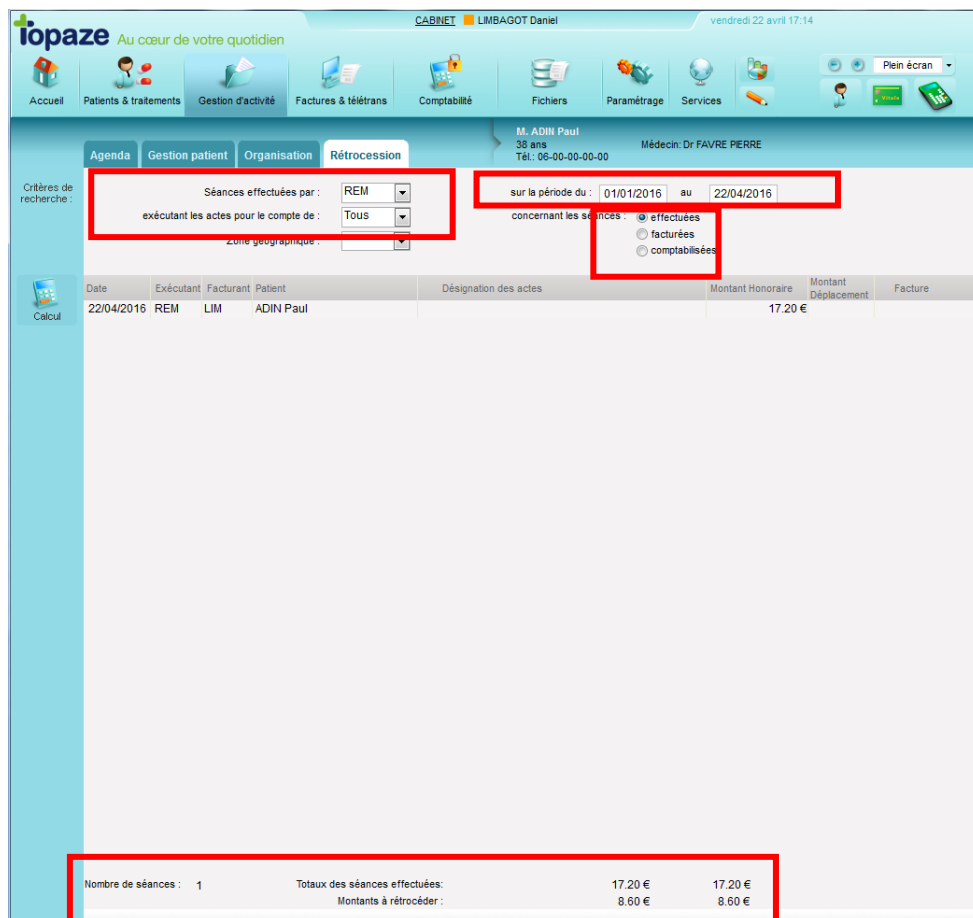 CABINET LIMBAGOT Daniel vendredi 22 avril 17:14
topaze Au cœur de votre quotidien
Plein écran
Accueil Patients & traitements Gestion d'activité Factures & télétrans Comptabilité Fichiers Paramétrage Services
M. ADIN Paul
38 ans Médecin: Dr FAVRE PIERRE
Tél.: 06-00-00-00-00
Agenda Gestion patient Organisation Rétrocession
Critères de recherche :
Séances effectuées par : REM sur la période du : 01/01/2016 au 22/04/2016
exécutant les actes pour le compte de : Tous concernant les séances : effectuées
Zone géographique : facturées
comptabilisées
Calcul
Date Exécutant Facturant Patient Désignation des actes Montant Honoraire Montant Déplacement Facture
22/04/2016 REM LIM ADIN Paul 17.20 €
Nombre de séances : 1 Totaux des séances effectuées: 17.20 € 17.20 €
Montants à rétrocéder : 8.60 € 8.60 €